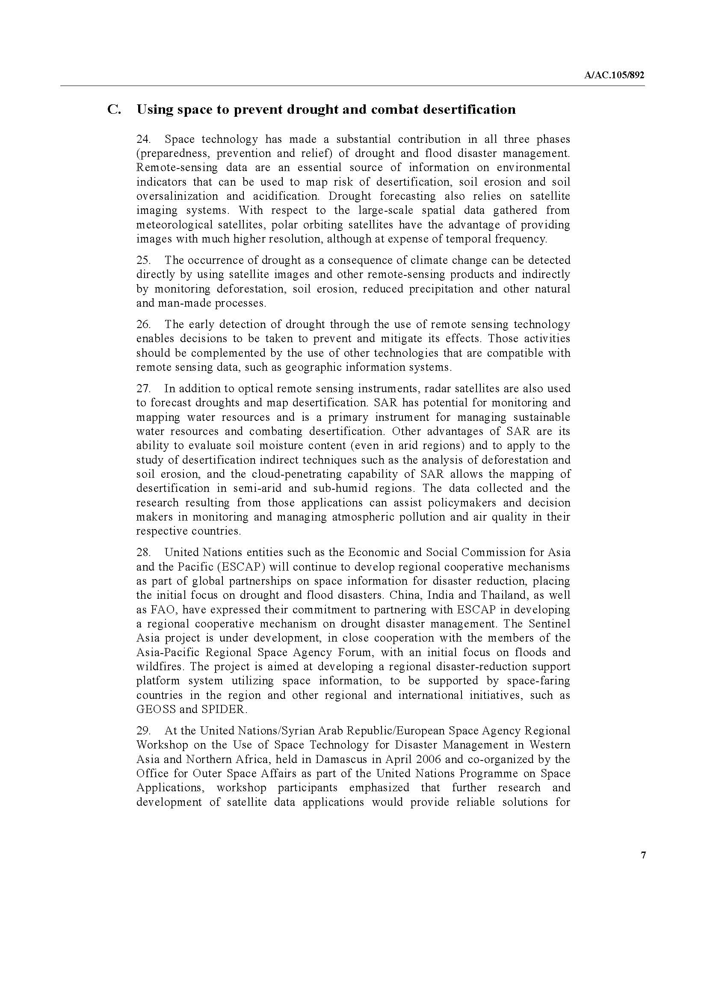 A/AC.105/892
C. Using space to prevent drought and combat desertification
24. Space technology has made a substantial contribution in all three phases
(preparedness, prevention and relief) of drought and flood disaster management.
Remote-sensing data are an essential source of information on environmental
indicators that can be used to map risk of desertification, soil erosion and soil
oversalinization and acidification. Drought forecasting also relies on satellite
imaging systems. With respect to the large-scale spatial data gathered from
meteorological satellites, polar orbiting satellites have the advantage of providing
images with much higher resolution, although at expense of temporal frequency.
25. The occurrence of drought as a consequence of climate change can be detected
directly by using satellite images and other remote-sensing products and indirectly
by monitoring deforestation, soil erosion, reduced precipitation and other natural
and man-made processes.
26. The early detection of drought through the use of remote sensing technology
enables decisions to be taken to prevent and mitigate its effects. Those activities
should be complemented by the use of other technologies that are compatible with
remote sensing data, such as geographic information systems.
27. In addition to optical remote sensing instruments, radar satellites are also used
to forecast droughts and map desertification. SAR has potential for monitoring and
mapping water resources and is a primary instrument for managing sustainable
water resources and combating desertification. Other advantages of SAR are its
ability to evaluate soil moisture content (even in arid regions) and to apply to the
study of desertification indirect techniques such as the analysis of deforestation and
soil erosion, and the cloud-penetrating capability of SAR allows the mapping of
desertification in semi-arid and sub-humid regions. The data collected and the
research resulting from those applications can assist policymakers and decision
makers in monitoring and managing atmospheric pollution and air quality in their
respective countries.
28. United Nations entities such as the Economic and Social Commission for Asia
and the Pacific (ESCAP) will continue to develop regional cooperative mechanisms
as part of global partnerships on space information for disaster reduction, placing
the initial focus on drought and flood disasters. China, India and Thailand, as well
as FAO, have expressed their commitment to partnering with ESCAP in developing
a regional cooperative mechanism on drought disaster management. The Sentinel
Asia project is under development, in close cooperation with the members of the
Asia-Pacific Regional Space Agency Forum, with an initial focus on floods and
wildfires. The project is aimed at developing a regional disaster-reduction support
platform system utilizing space information, to be supported by space-faring
countries in the region and other regional and international initiatives, such as
GEOSS and SPIDER.
29. At the United Nations/Syrian Arab Republic/European Space Agency Regional
Workshop on the Use of Space Technology for Disaster Management in Western
Asia and Northern Africa, held in Damascus in April 2006 and co-organized by the
Office for Outer Space Affairs as part of the United Nations Programme on Space
Applications, workshop participants emphasized that further research and
development of satellite data applications would provide reliable solutions for
7